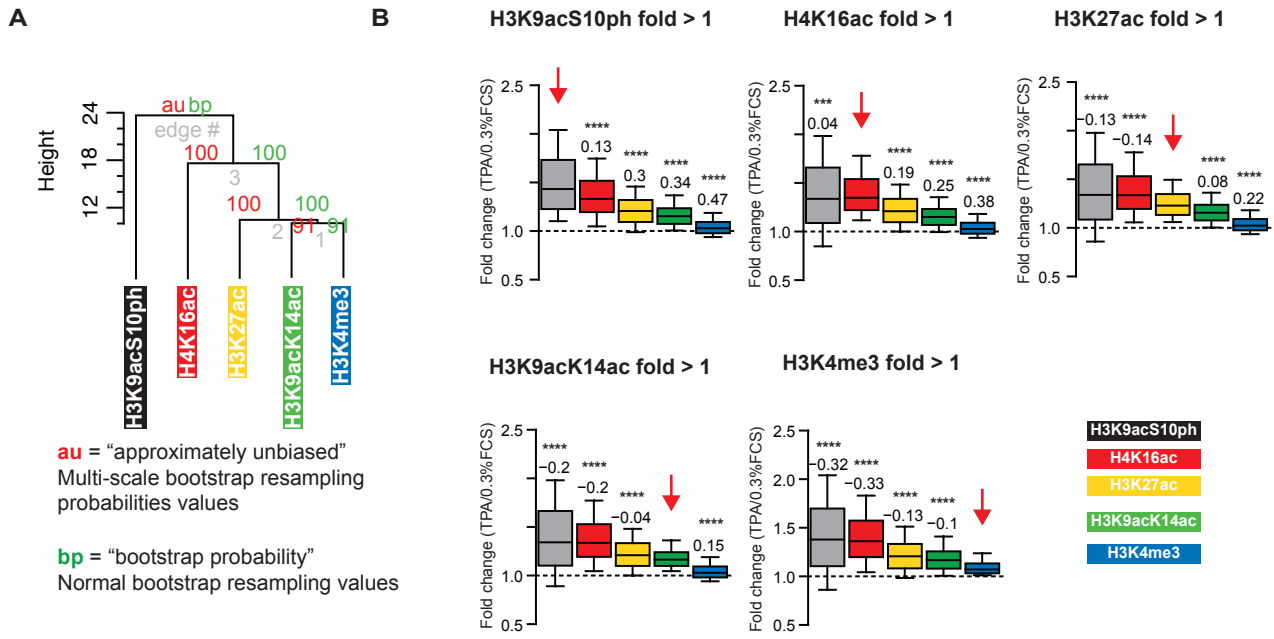 A
24
18
12
Height
au bp
edge #
100 100
3
100 100
2 91 1 91
H3K9acS10ph
H4K16ac
H3K27ac
H3K9acK14ac
H3K4me3
au = “approximately unbiased”
Multi-scale bootstrap resampling
probabilities values
bp = “bootstrap probability”
Normal bootstrap resampling values
B
H3K9acS10ph fold > 1
Fold change (TPA/0.3%FCS)
2.5
1.0
0.5
**** **** **** ****
0.13 0.3 0.34 0.47
H4K16ac fold > 1
Fold change (TPA/0.3%FCS)
2.5
1.0
0.5
*** **** **** ****
0.04 0.19 0.25 0.38
H3K27ac fold > 1
Fold change (TPA/0.3%FCS)
2.5
1.0
0.5
**** **** **** ****
−0.13 −0.14 0.08 0.22
H3K9acK14ac fold > 1
Fold change (TPA/0.3%FCS)
2.5
1.0
0.5
**** **** **** ****
−0.2 −0.2 −0.04 0.15
H3K4me3 fold > 1
Fold change (TPA/0.3%FCS)
2.5
2.0
1.5
1.0
0.5
**** **** **** ****
−0.32 −0.33 −0.13 −0.1
H3K9acS10ph
H4K16ac
H3K27ac
H3K9acK14ac
H3K4me3